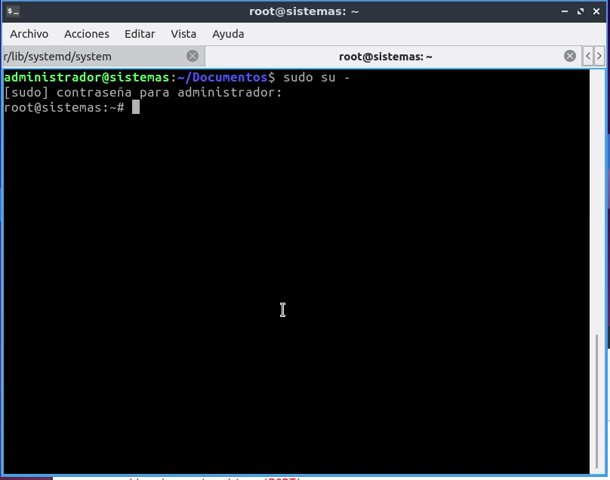 root@sistemas: ~
Archivo Acciones Editar Vista Ayuda
r/lib/systemd/system root@sistemas: ~
administrador@sistemas:~/Documentos$ sudo su -
[sudo] contraseña para administrador:
root@sistemas:~#